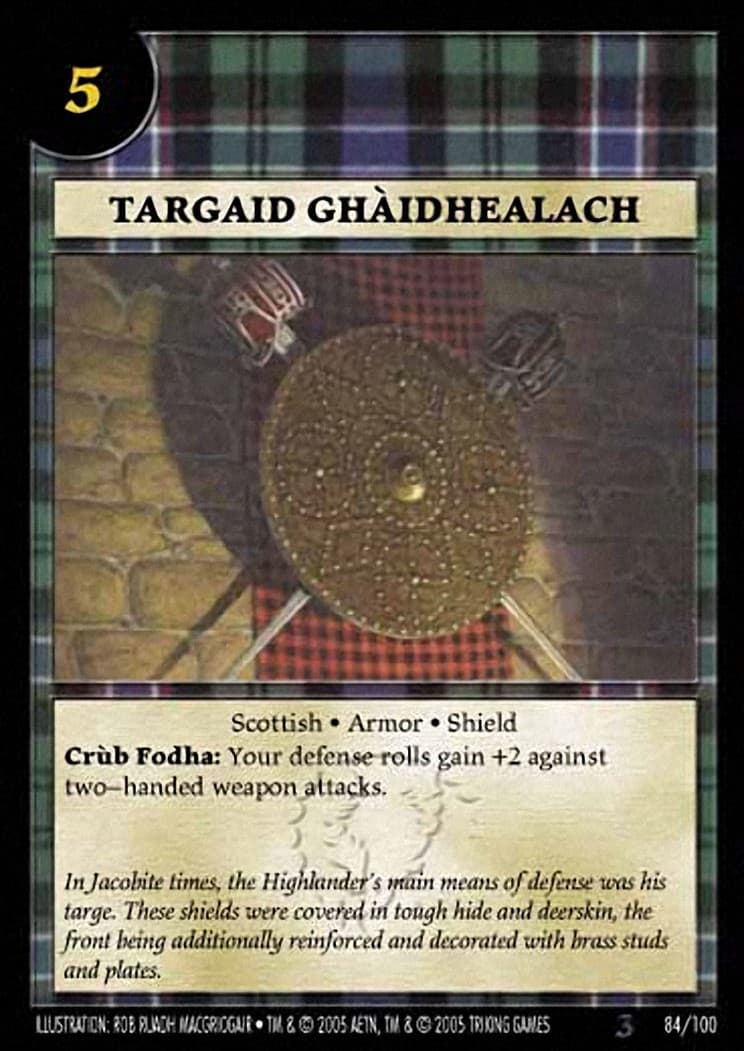 5
TARGAID GHÀIDHEALACH
Scottish • Armor • Shield
Crùb Fodha: Your defense rolls gain +2 against
two–handed weapon attacks.
In Jacobite times, the Highlander's main means of defense was his
targe. These shields were covered in tough hide and deerskin, the
front being additionally reinforced and decorated with brass studs
and plates.
ILLUSTRATION: ROB RUADH MACGRIOGAIR • TM & © 2005 AETN, TM & © 2005 TRIKING GAMES 3 84/100